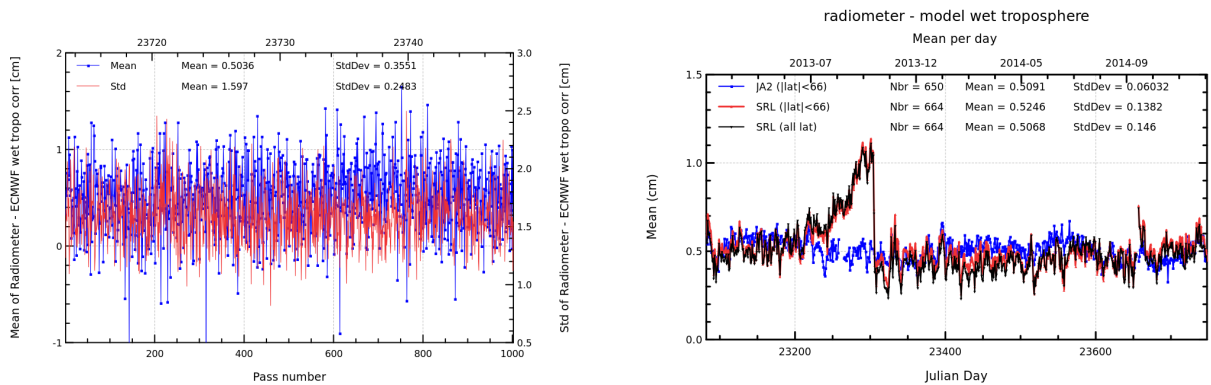 23720 23730 23740
2 3.0
Mean Mean = 0.5036 StdDev = 0.3551
Std Mean = 1.597 StdDev = 0.2483
2.5
1 2.0
1.5
0
1.0
-1 0.5
200 400 600 800 1000
Pass number
Mean of Radiometer - ECMWF wet tropo corr [cm]
Std of Radiometer - ECMWF wet tropo corr [cm]
radiometer - model wet troposphere
Mean per day
2013-07 2013-12 2014-05 2014-09
1.5
JA2 (|lat|<66) Nbr = 650 Mean = 0.5091 StdDev = 0.06032
SRL (|lat|<66) Nbr = 664 Mean = 0.5246 StdDev = 0.1382
SRL (all lat) Nbr = 664 Mean = 0.5068 StdDev = 0.146
1.0
0.5
0.0
23200 23400 23600
Julian Day
Mean (cm)